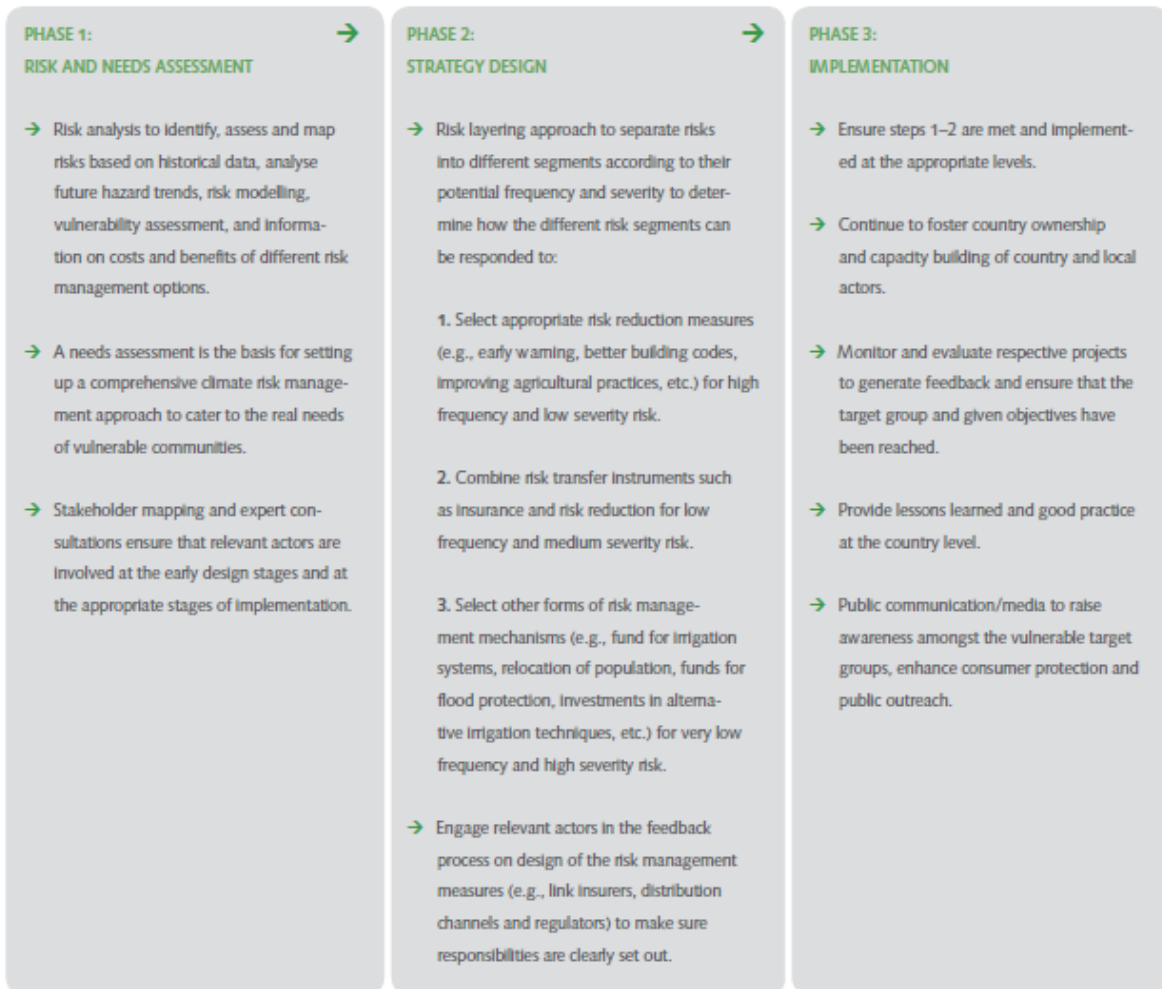 PHASE 1: →
RISK AND NEEDS ASSESSMENT
→ Risk analysis to identify, assess and map
risks based on historical data, analyse
future hazard trends, risk modelling,
vulnerability assessment, and informa-
tion on costs and benefits of different risk
management options.
→ A needs assessment is the basis for setting
up a comprehensive climate risk manage-
ment approach to cater to the real needs
of vulnerable communities.
→ Stakeholder mapping and expert con-
sultations ensure that relevant actors are
involved at the early design stages and at
the appropriate stages of implementation.
PHASE 2: →
STRATEGY DESIGN
→ Risk layering approach to separate risks
into different segments according to their
potential frequency and severity to deter-
mine how the different risk segments can
be responded to:
1. Select appropriate risk reduction measures
(e.g., early warning, better building codes,
improving agricultural practices, etc.) for high
frequency and low severity risk.
2. Combine risk transfer instruments such
as insurance and risk reduction for low
frequency and medium severity risk.
3. Select other forms of risk manage-
ment mechanisms (e.g., fund for irrigation
systems, relocation of population, funds for
flood protection, investments in alterna-
tive irrigation techniques, etc.) for very low
frequency and high severity risk.
→ Engage relevant actors in the feedback
process on design of the risk management
measures (e.g., link insurers, distribution
channels and regulators) to make sure
responsibilities are clearly set out.
PHASE 3:
IMPLEMENTATION
→ Ensure steps 1–2 are met and implement-
ed at the appropriate levels.
→ Continue to foster country ownership
and capacity building of country and local
actors.
→ Monitor and evaluate respective projects
to generate feedback and ensure that the
target group and given objectives have
been reached.
→ Provide lessons learned and good practice
at the country level.
→ Public communication/media to raise
awareness amongst the vulnerable target
groups, enhance consumer protection and
public outreach.